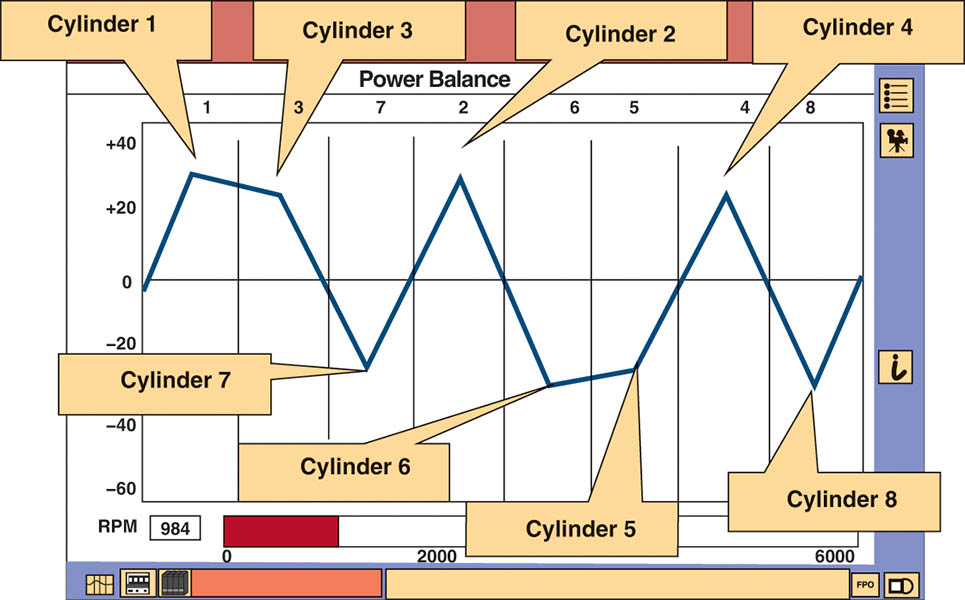 Cylinder 1
Cylinder 3
Cylinder 2
Cylinder 4
Power Balance
1 3 7 2 6 5 4 8
+40
+20
0
−20
Cylinder 7
−40
Cylinder 6
−60
Cylinder 8
Cylinder 5
RPM 984
0 2000 6000
i
FPO